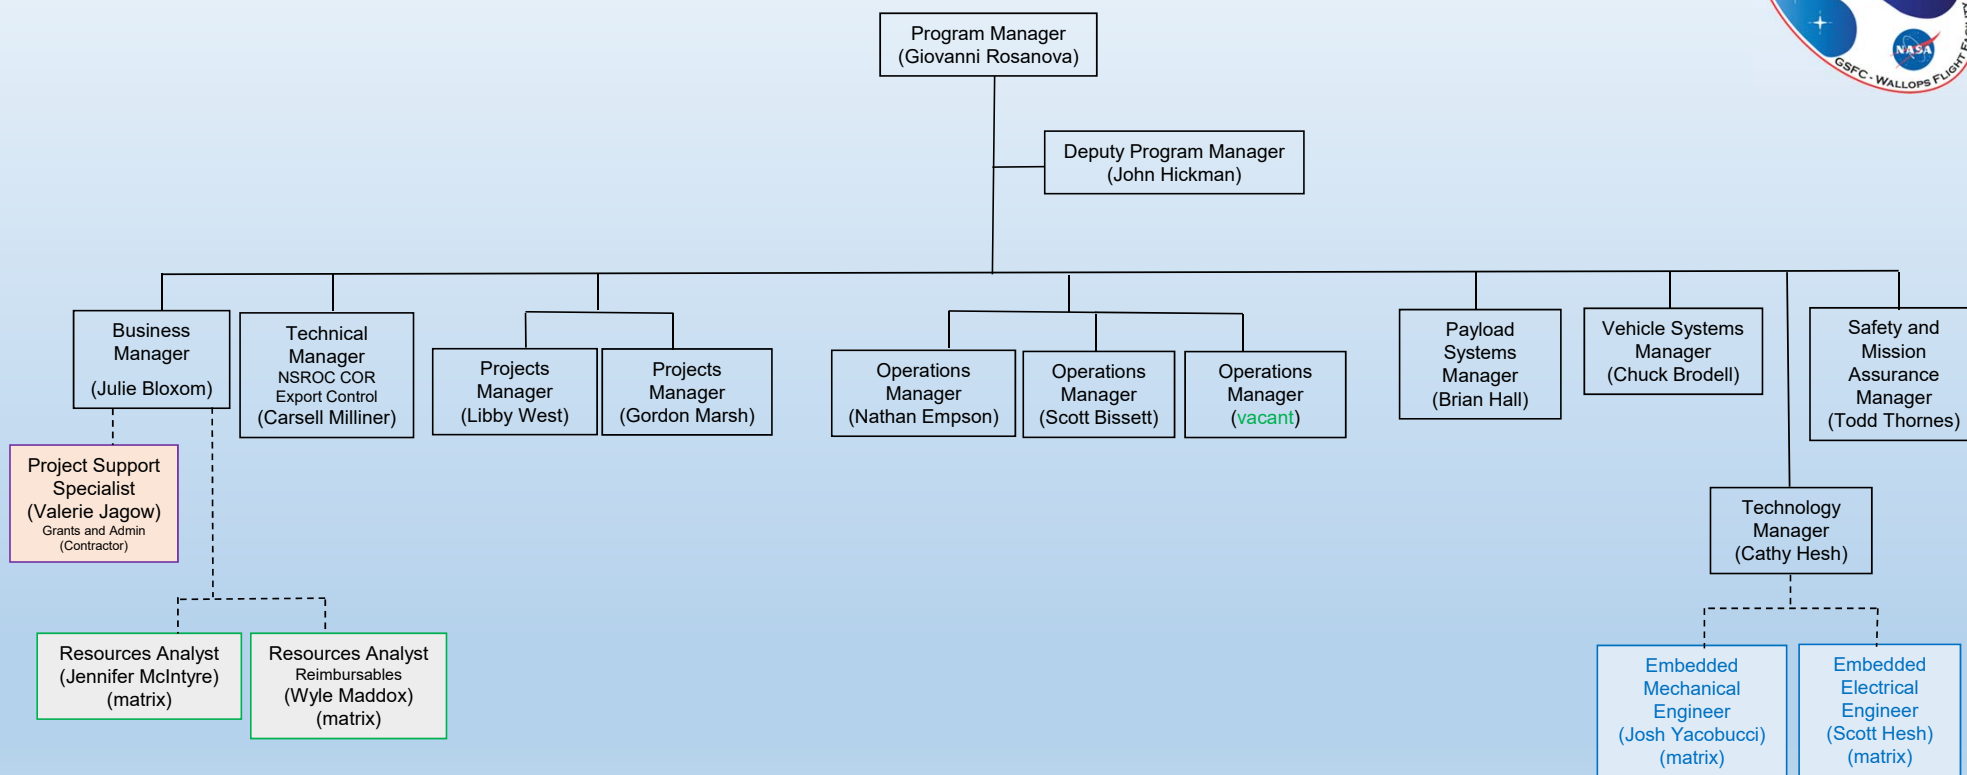 Program Manager
(Giovanni Rosanova)
NASA
GSFC - WALLOPS FLIGHT
Deputy Program Manager
(John Hickman)
Business
Manager
(Julie Bloxom)
Technical
Manager
NSROC COR
Export Control
(Carsell Milliner)
Projects
Manager
(Libby West)
Projects
Manager
(Gordon Marsh)
Operations
Manager
(Nathan Empson)
Operations
Manager
(Scott Bissett)
Operations
Manager
(vacant)
Payload
Systems
Manager
(Brian Hall)
Vehicle Systems
Manager
(Chuck Brodell)
Safety and
Mission
Assurance
Manager
(Todd Thornes)
Project Support
Specialist
(Valerie Jagow)
Grants and Admin
(Contractor)
Technology
Manager
(Cathy Hesh)
Resources Analyst
(Jennifer McIntyre)
(matrix)
Resources Analyst
Reimbursables
(Wyle Maddox)
(matrix)
Embedded
Mechanical
Engineer
(Josh Yacobucci)
(matrix)
Embedded
Electrical
Engineer
(Scott Hesh)
(matrix)